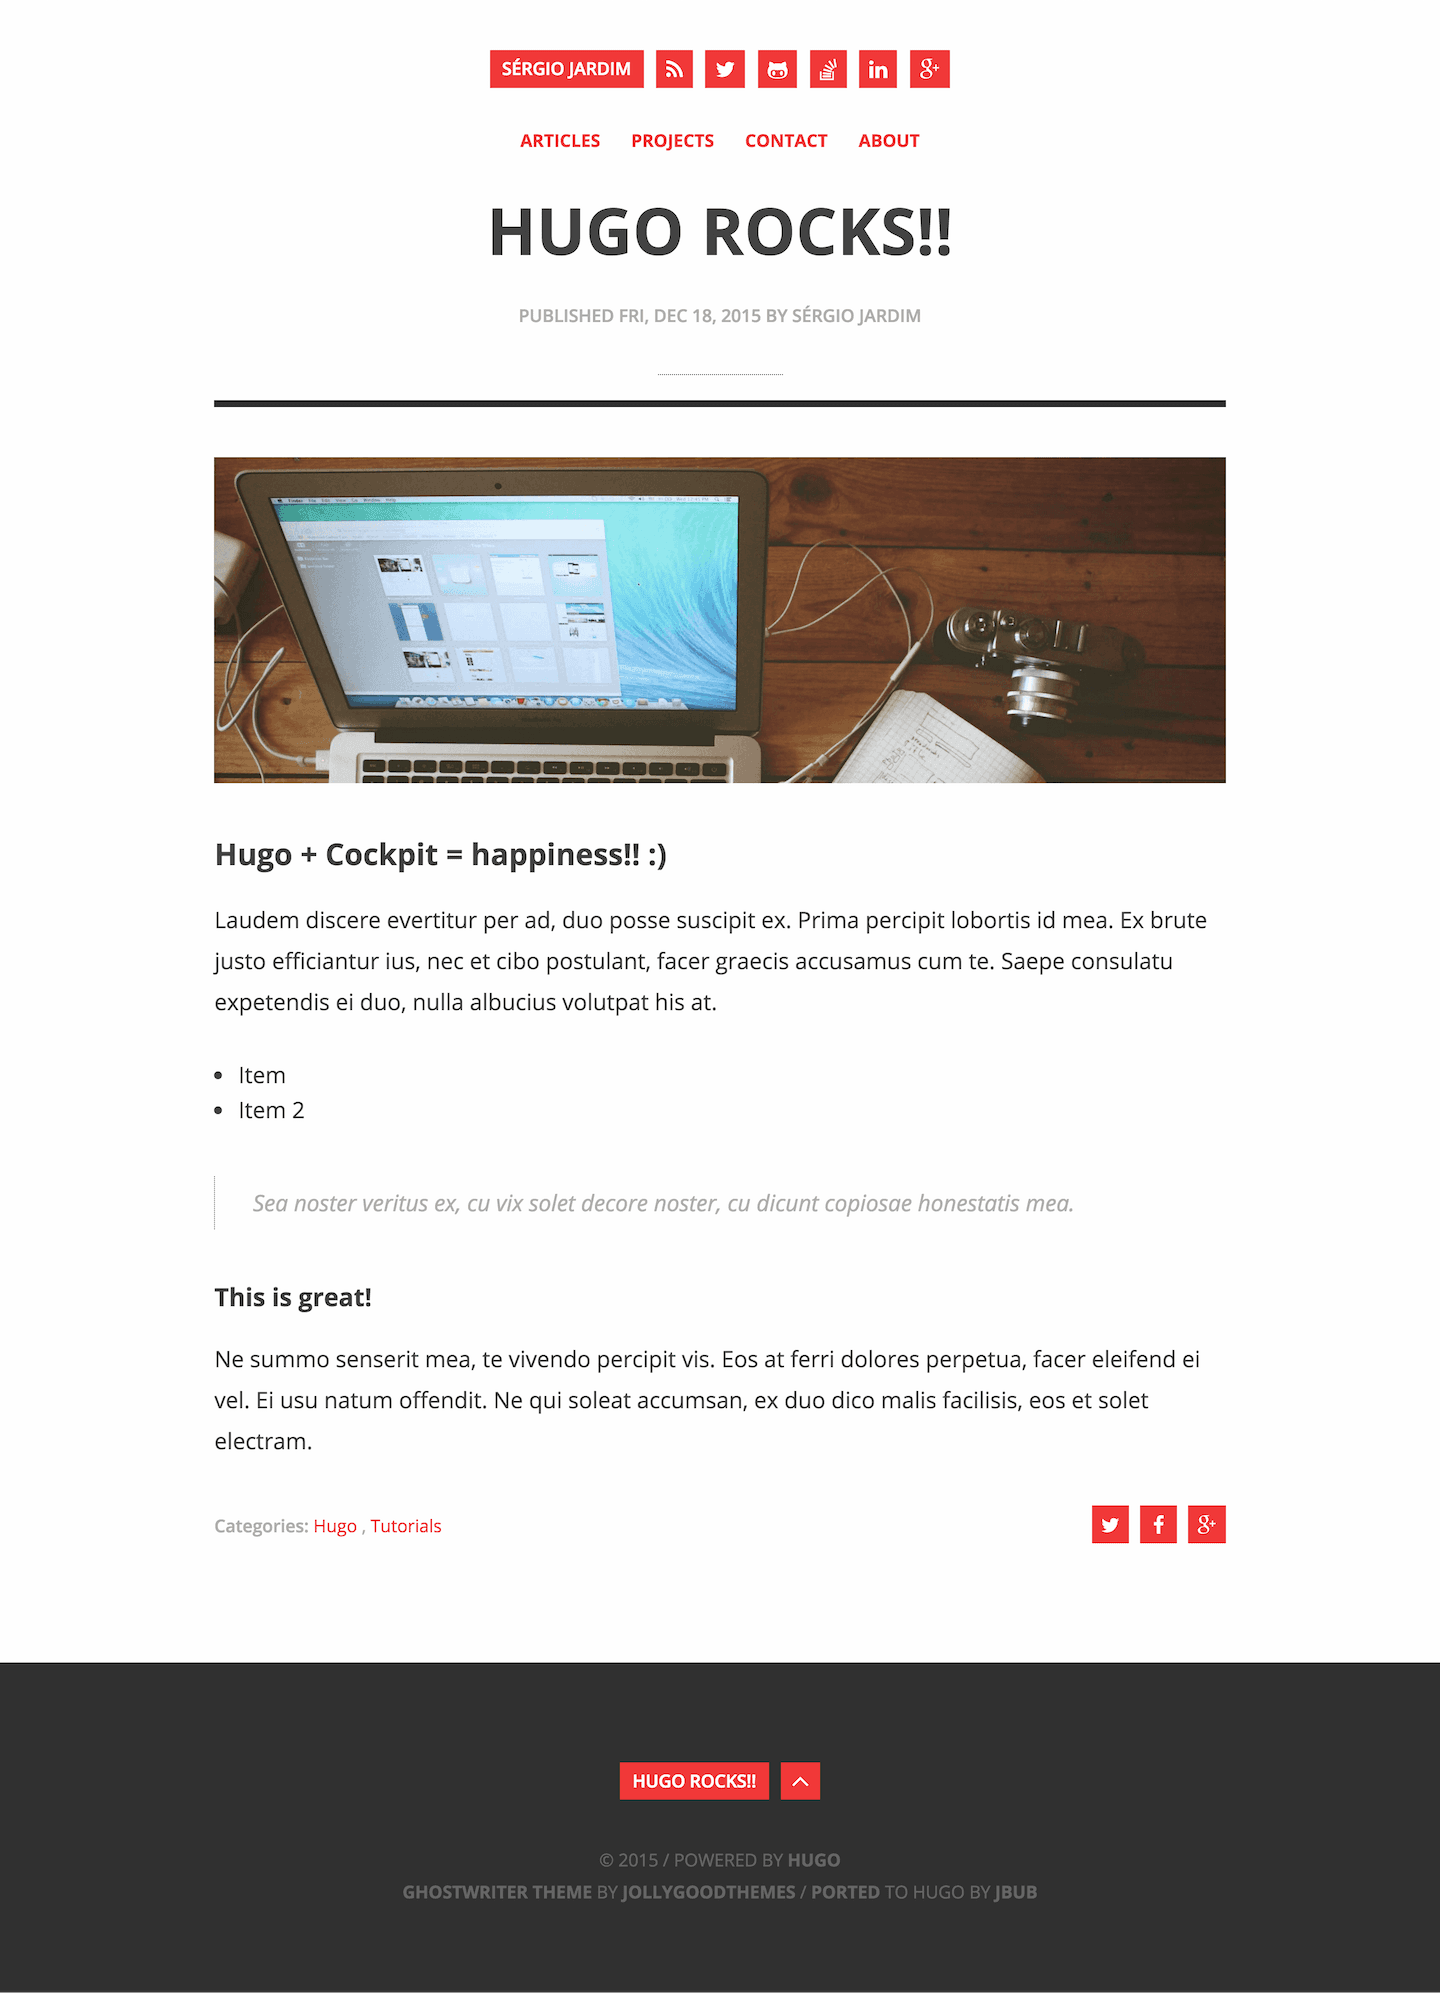 SÉRGIO JARDIM
ARTICLES PROJECTS CONTACT ABOUT
HUGO ROCKS!!
PUBLISHED FRI, DEC 18, 2015 BY SÉRGIO JARDIM
Hugo + Cockpit = happiness!! :)
Laudem discere evertitur per ad, duo posse suscipit ex. Prima percipit lobortis id mea. Ex brute
justo efficiantur ius, nec et cibo postulant, facer graecis accusamus cum te. Saepe consulatu
expetendis ei duo, nulla albucius volutpat his at.
• Item
• Item 2
Sea noster veritus ex, cu vix solet decore noster, cu dicunt copiosae honestatis mea.
This is great!
Ne summo senserit mea, te vivendo percipit vis. Eos at ferri dolores perpetua, facer eleifend ei
vel. Ei usu natum offendit. Ne qui soleat accumsan, ex duo dico malis facilisis, eos et solet
electram.
Categories: Hugo , Tutorials
HUGO ROCKS!!
© 2015 / POWERED BY HUGO
GHOSTWRITER THEME BY JOLLYGOODTHEMES / PORTED TO HUGO BY JBUB